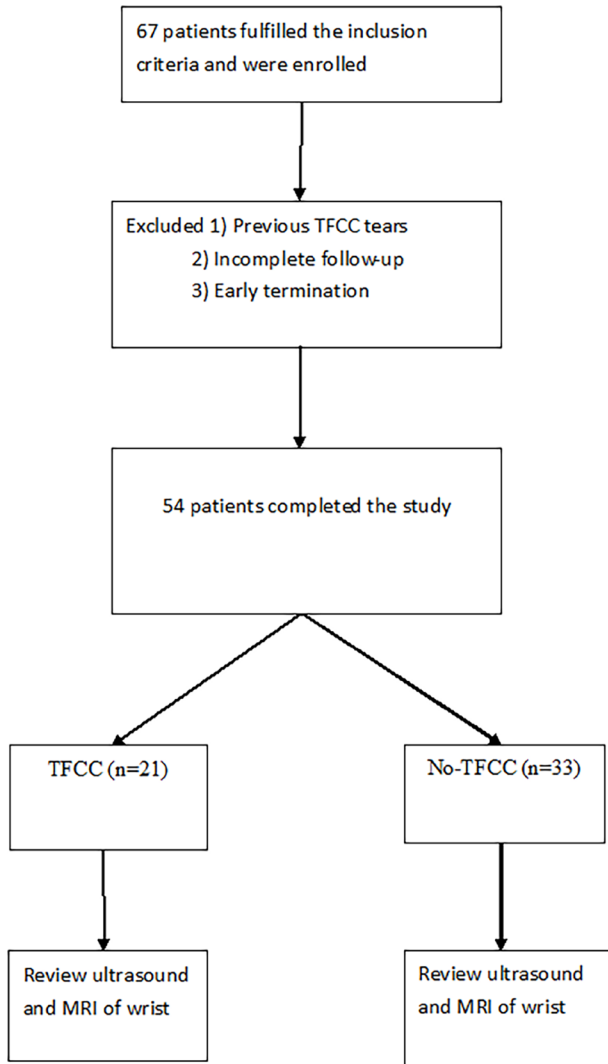 67 patients fulfilled the inclusion
criteria and were enrolled
Excluded 1) Previous TFCC tears
2) Incomplete follow-up
3) Early termination
54 patients completed the study
TFCC (n=21)
No-TFCC (n=33)
Review ultrasound
and MRI of wrist
Review ultrasound
and MRI of wrist